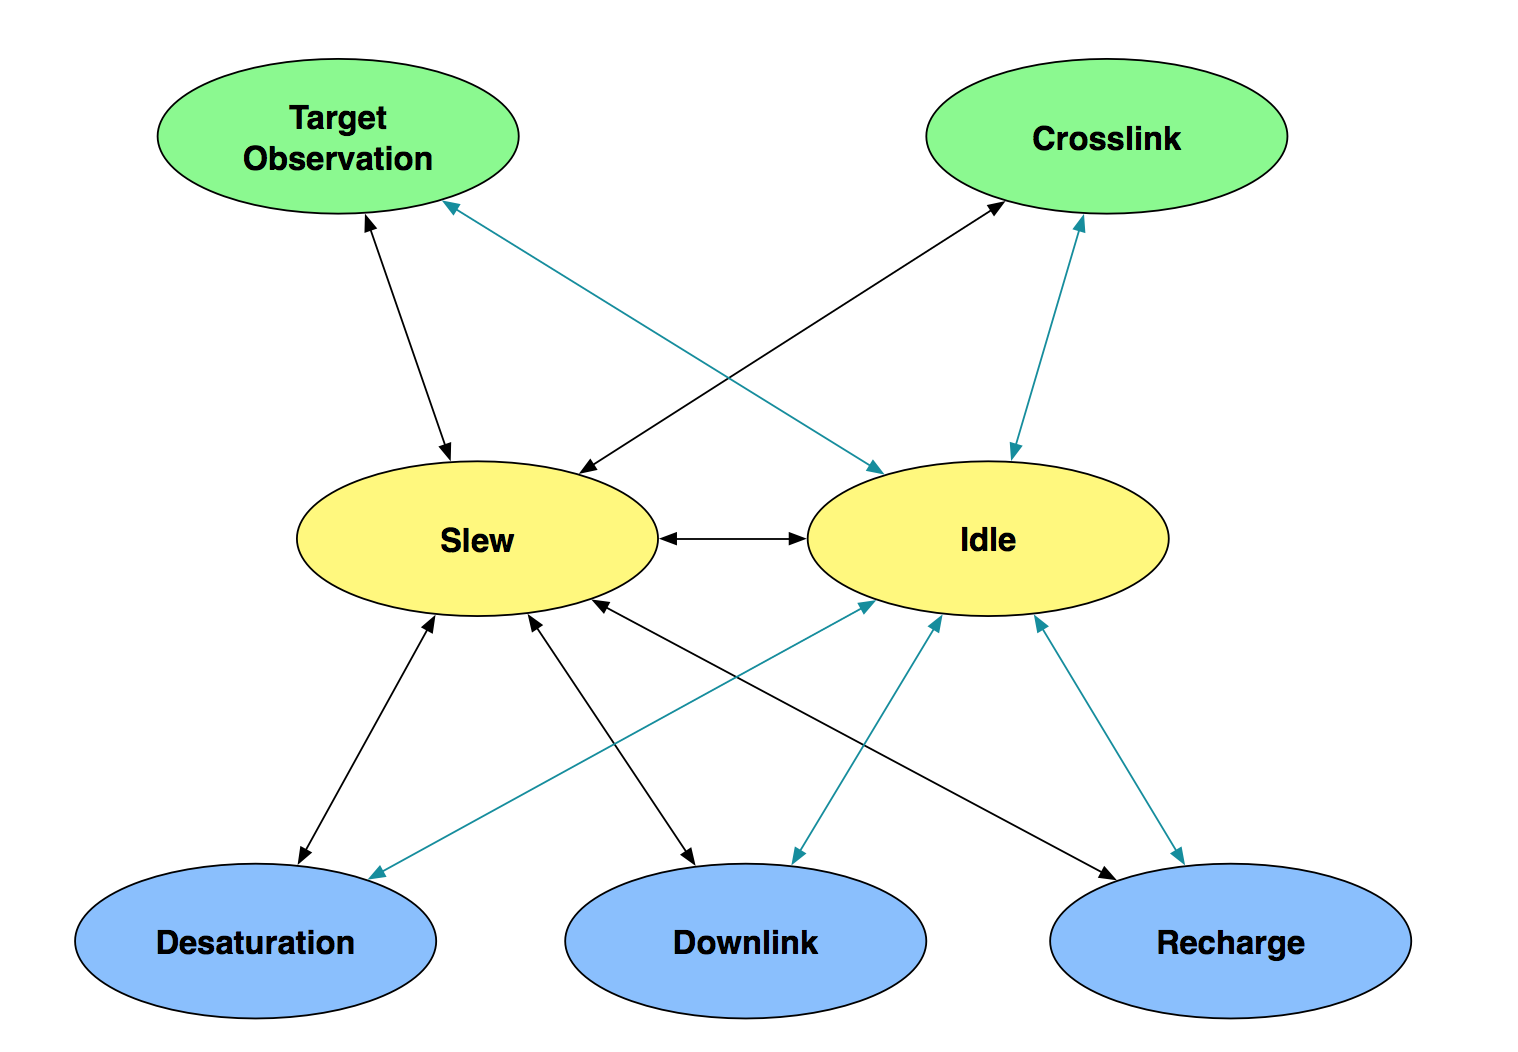 Target
Observation
Crosslink
Slew
Idle
Desaturation
Downlink
Recharge